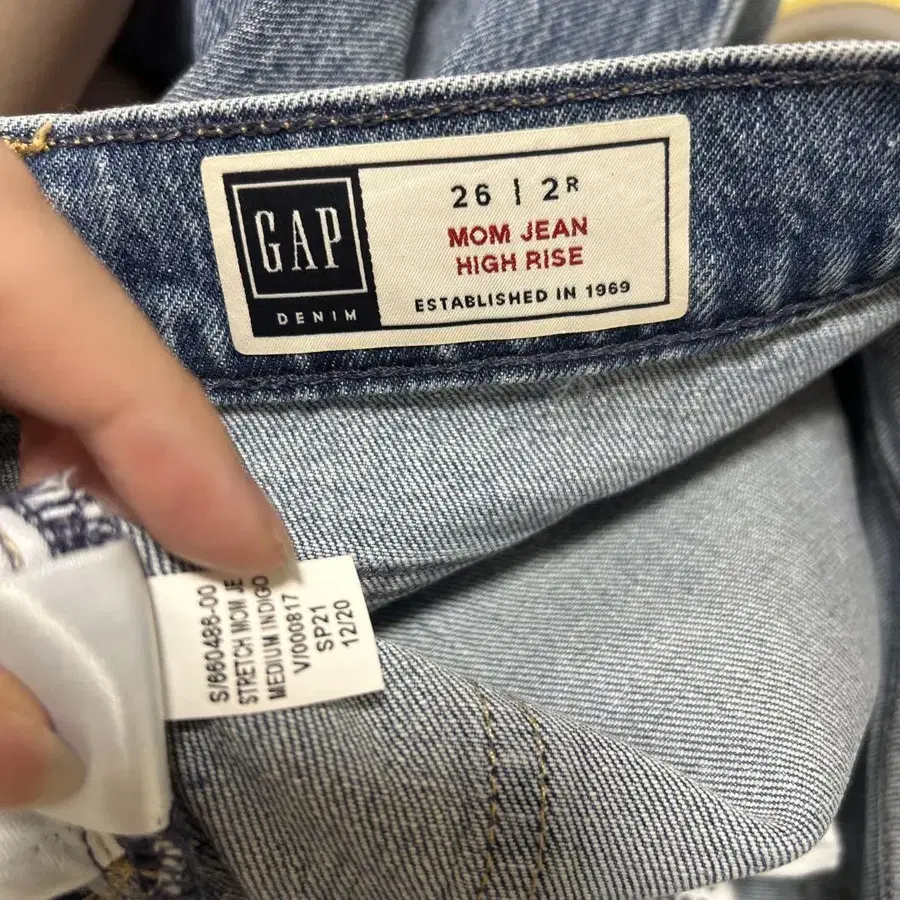 GAP
DENIM
26 | 2R
MOM JEAN
HIGH RISE
ESTABLISHED IN 1969
S/660486-00
STRETCH MOM JE
MEDIUM INDIGO
V/000817
SP21
12/20